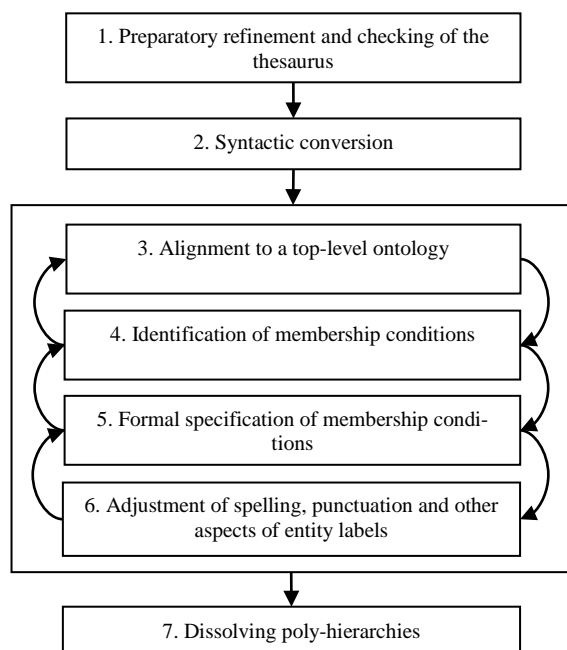 1. Preparatory refinement and checking of the
thesaurus
2. Syntactic conversion
3. Alignment to a top-level ontology
4. Identification of membership conditions
5. Formal specification of membership condi-
tions
6. Adjustment of spelling, punctuation and other
aspects of entity labels
7. Dissolving poly-hierarchies